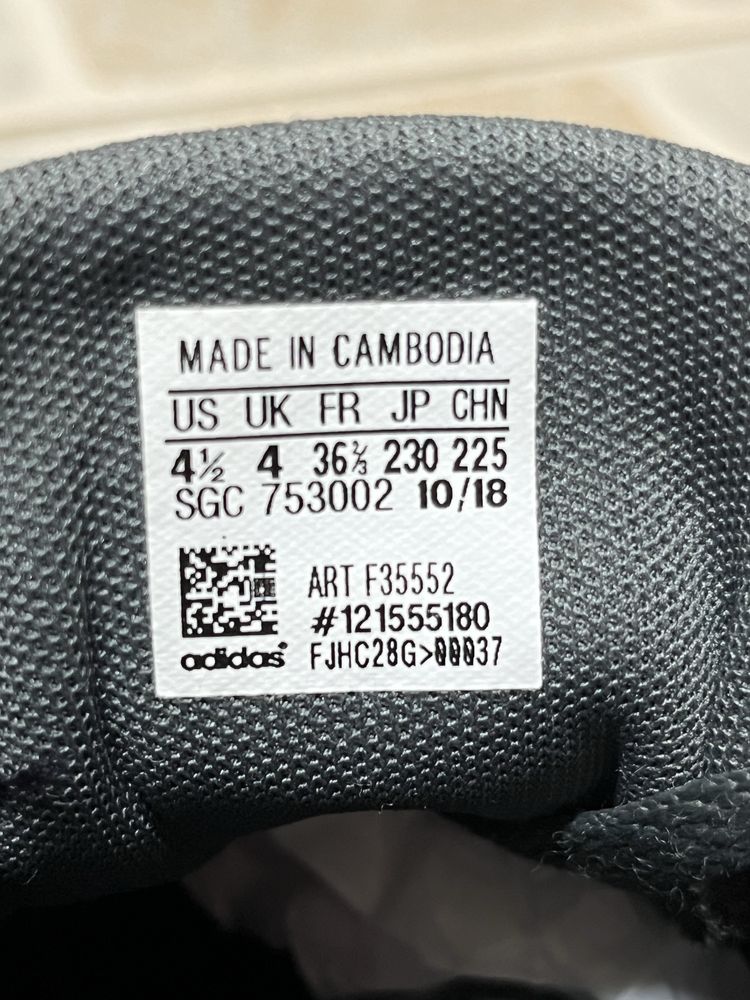 MADE IN CAMBODIA
US UK FR JP CHN
4½ 4 36⅔ 230 225
SGC 753002 10/18
ART F35552
#121555180
adidas FJHC28G>00037